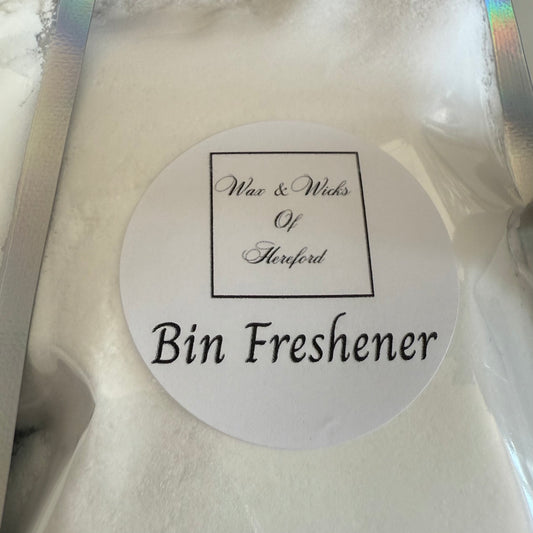 Wax & Wicks
Of
Hereford
Bin Freshener